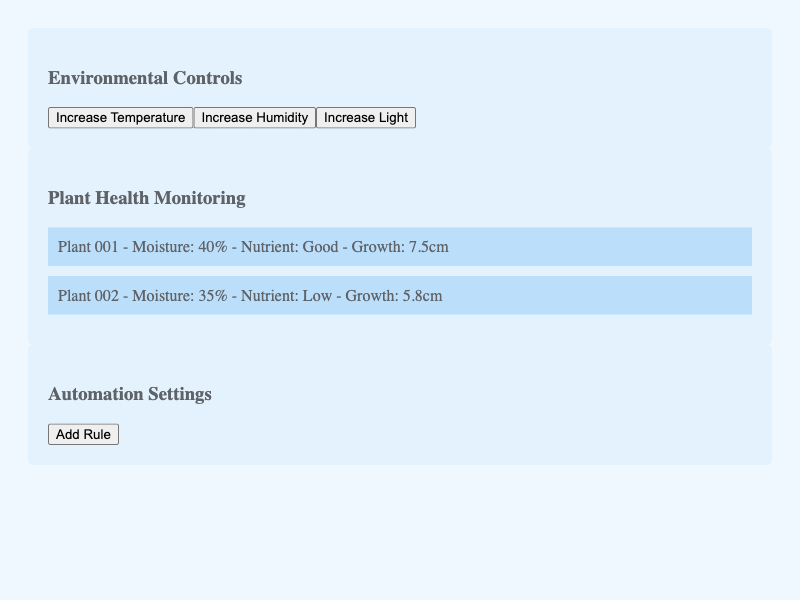 Environmental Controls
Increase Temperature Increase Humidity Increase Light
Plant Health Monitoring
Plant 001 - Moisture: 40% - Nutrient: Good - Growth: 7.5cm
Plant 002 - Moisture: 35% - Nutrient: Low - Growth: 5.8cm
Automation Settings
Add Rule